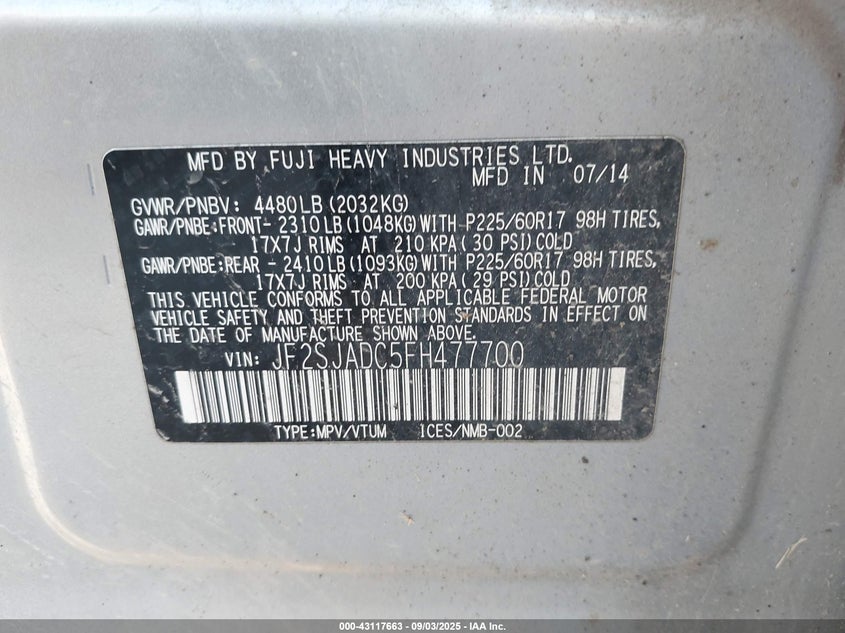 MFD BY FUJI HEAVY INDUSTRIES LTD.
MFD IN 07/14
GVWR/PNBV: 4480LB(2032KG)
GAWR/PNBE:FRONT- 2310LB(1048KG)WITH P225/60R17 98H TIRES,
17X7J RIMS AT 210 KPA(30 PSI)COLD
GAWR/PNBE:REAR - 2410LB(1093KG)WITH P225/60R17 98H TIRES,
17X7J RIMS AT 200 KPA(29 PSI)COLD
THIS VEHICLE CONFORMS TO ALL APPLICABLE FEDERAL MOTOR
VEHICLE SAFETY AND THEFT PREVENTION STANDARDS IN EFFECT ON
THE DATE OF MANUFACTURE SHOWN ABOVE.
VIN: JF2SJADC5FH477700
TYPE:MPV/VTUM ICES/NMB-002
000-43117663 - 09/03/2025 - IAA Inc.